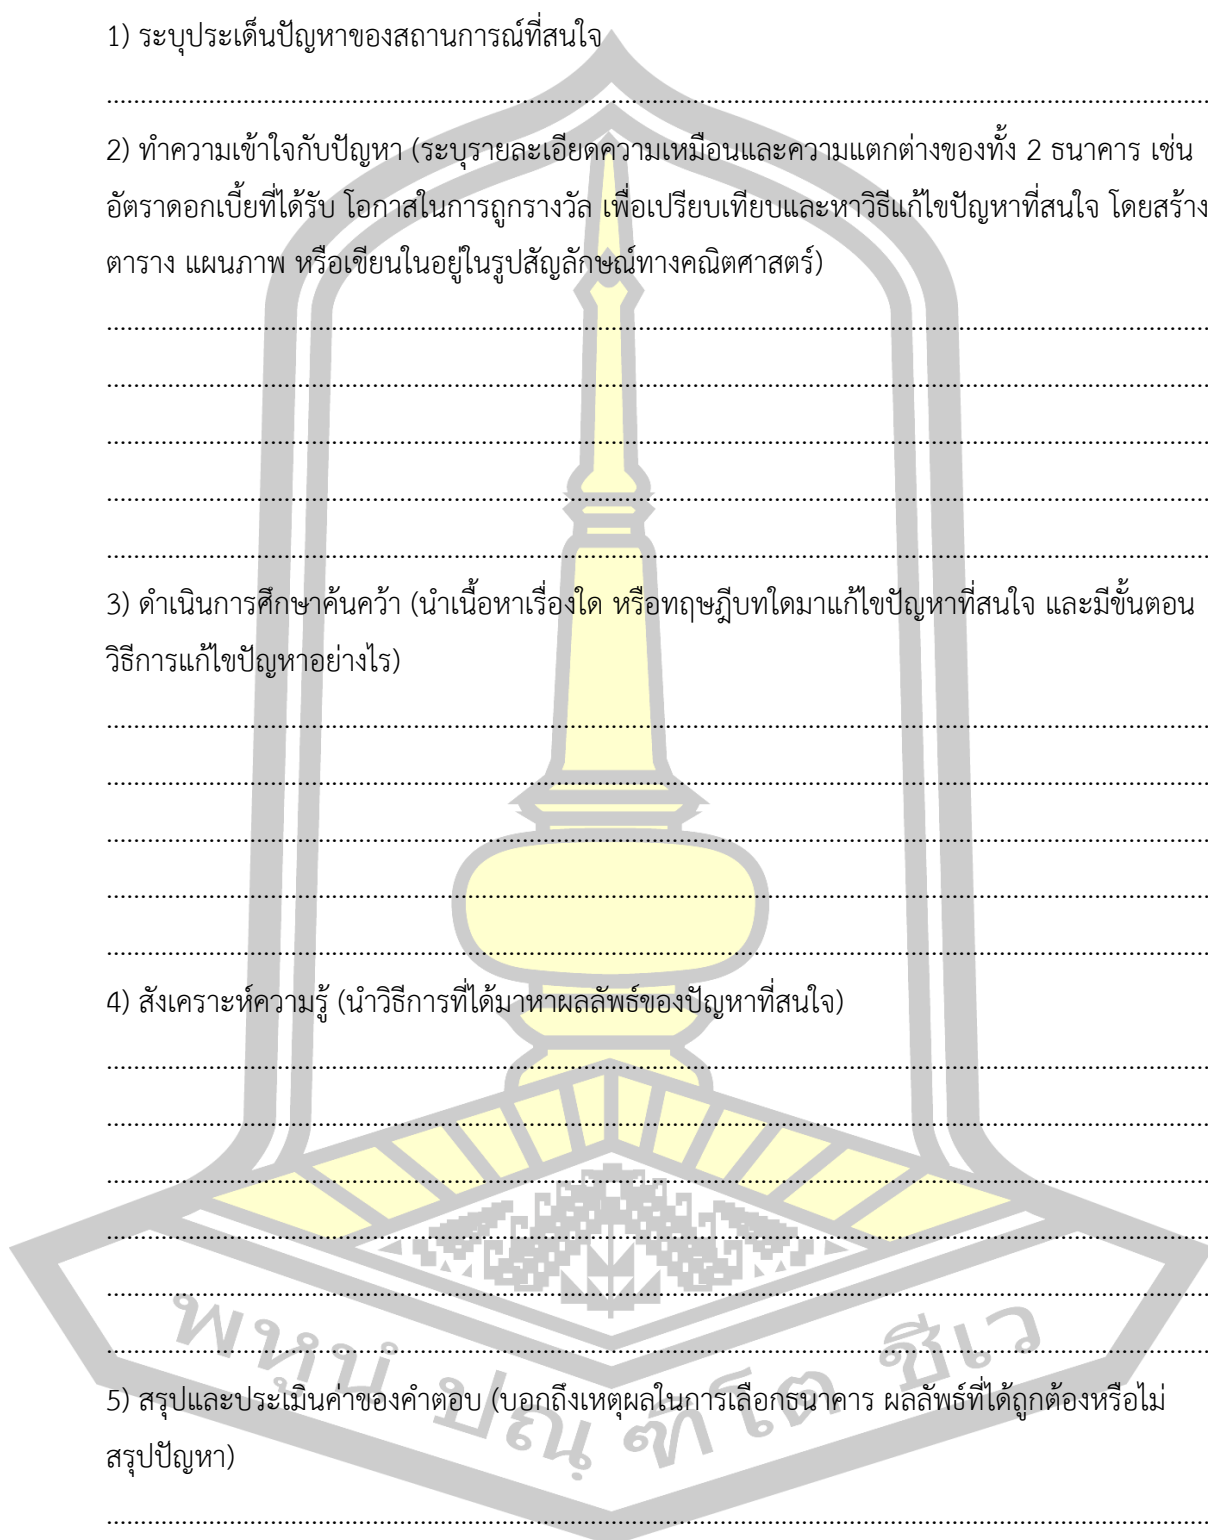 1) ระบุประเด็นปัญหาของสถานการณ์ที่สนใจ
2) ทำความเข้าใจกับปัญหา (ระบุรายละเอียดความเหมือนและความแตกต่างของทั้ง 2 ธนาคาร เช่น
อัตราดอกเบี้ยที่ได้รับ โอกาสในการถูกรางวัล เพื่อเปรียบเทียบและหาวิธีแก้ไขปัญหาที่สนใจ โดยสร้าง
ตาราง แผนภาพ หรือเขียนในอยู่ในรูปสัญลักษณ์ทางคณิตศาสตร์)
3) ดำเนินการศึกษาค้นคว้า (นำเนื้อหาเรื่องใด หรือทฤษฎีบทใดมาแก้ไขปัญหาที่สนใจ และมีขั้นตอน
วิธีการแก้ไขปัญหาอย่างไร)
4) สังเคราะห์ความรู้ (นำวิธีการที่ได้มาหาผลลัพธ์ของปัญหาที่สนใจ)
พหูนํ ปณฺฑิโต ชีเว
5) สรุปและประเมินค่าของคำตอบ (บอกถึงเหตุผลในการเลือกธนาคาร ผลลัพธ์ที่ได้ถูกต้องหรือไม่
สรุปปัญหา)